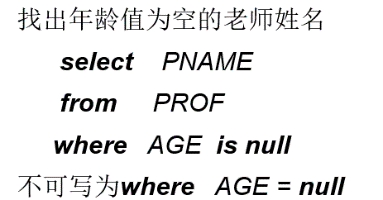 找出年龄值为空的老师姓名
select PNAME
from PROF
where AGE is null
不可写为where AGE = null